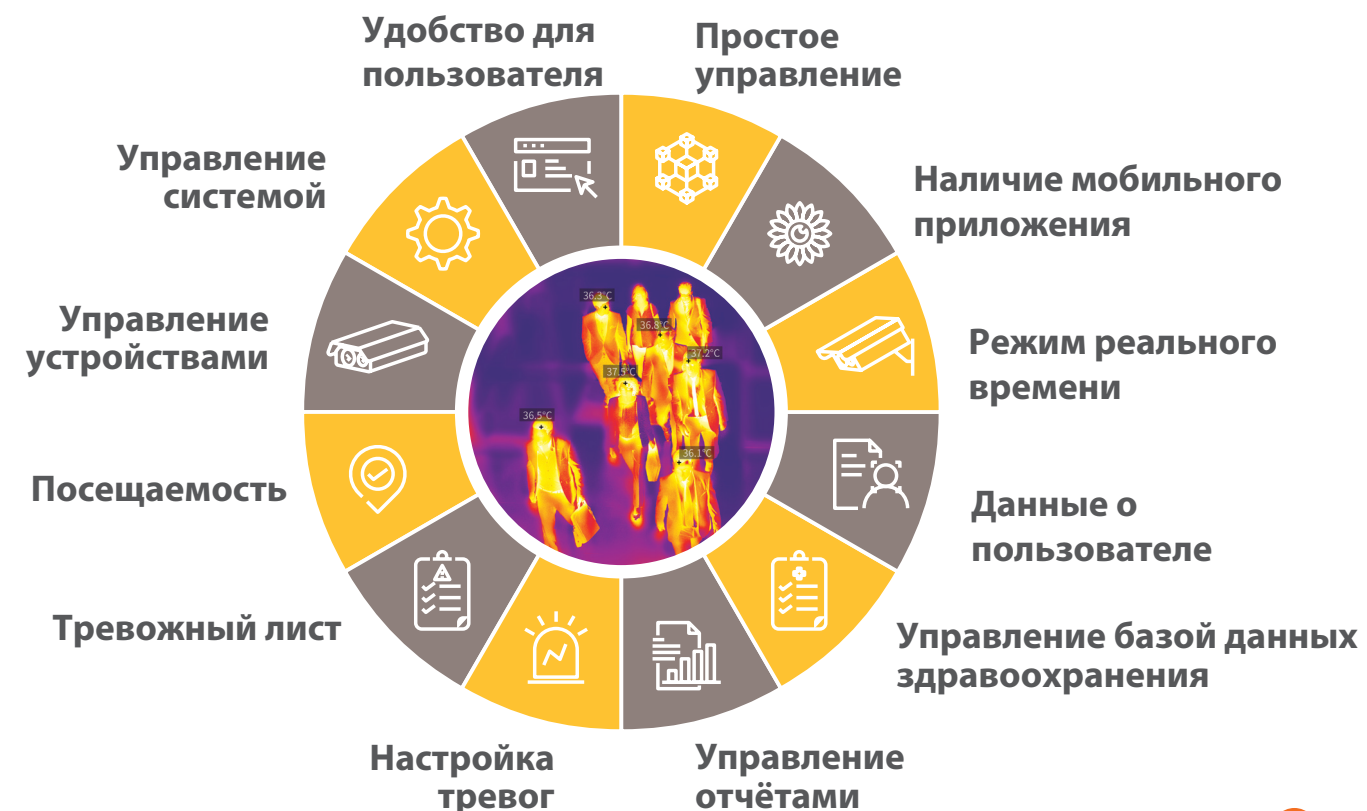 Удобство для
пользователя
Простое
управление
Управление
системой
Наличие мобильного
приложения
Управление
устройствами
Режим реального
времени
Посещаемость
Данные о
пользователе
Тревожный лист
Управление базой данных
здравоохранения
Настройка
тревог
Управление
отчётами
36.3°C
36.8°C
37.2°C
37.5°C
36.5°C
36.1°C